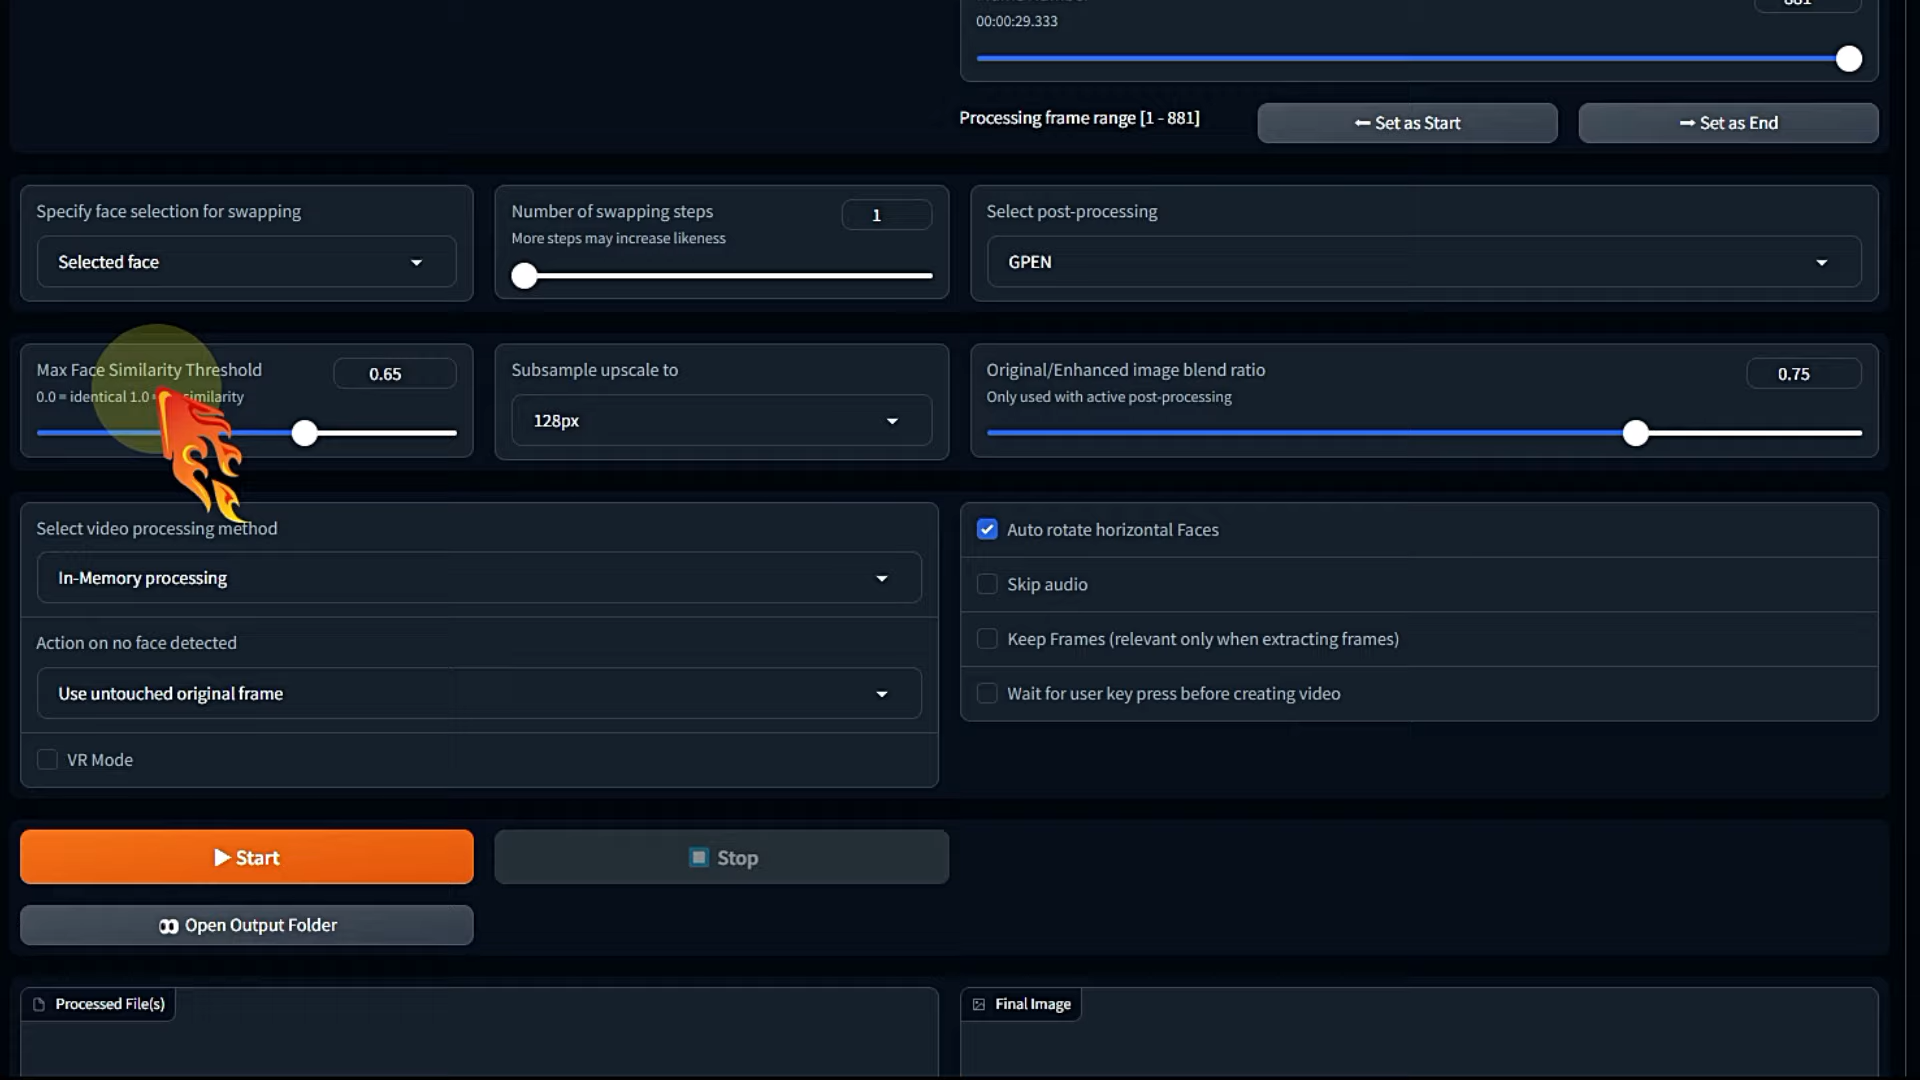 00:00:29.333
Processing frame range [1 - 881]
Set as Start
Set as End
Specify face selection for swapping
Selected face
Number of swapping steps
1
More steps may increase likeness
Select post-processing
GPEN
Max Face Similarity Threshold
0.65
0.0 = identical 1.0 similarity
Subsample upscale to
128px
Original/Enhanced image blend ratio
0.75
Only used with active post-processing
Select video processing method
In-Memory processing
Action on no face detected
Use untouched original frame
VR Mode
Auto rotate horizontal Faces
Skip audio
Keep Frames (relevant only when extracting frames)
Wait for user key press before creating video
Start
Stop
Open Output Folder
Processed File(s)
Final Image